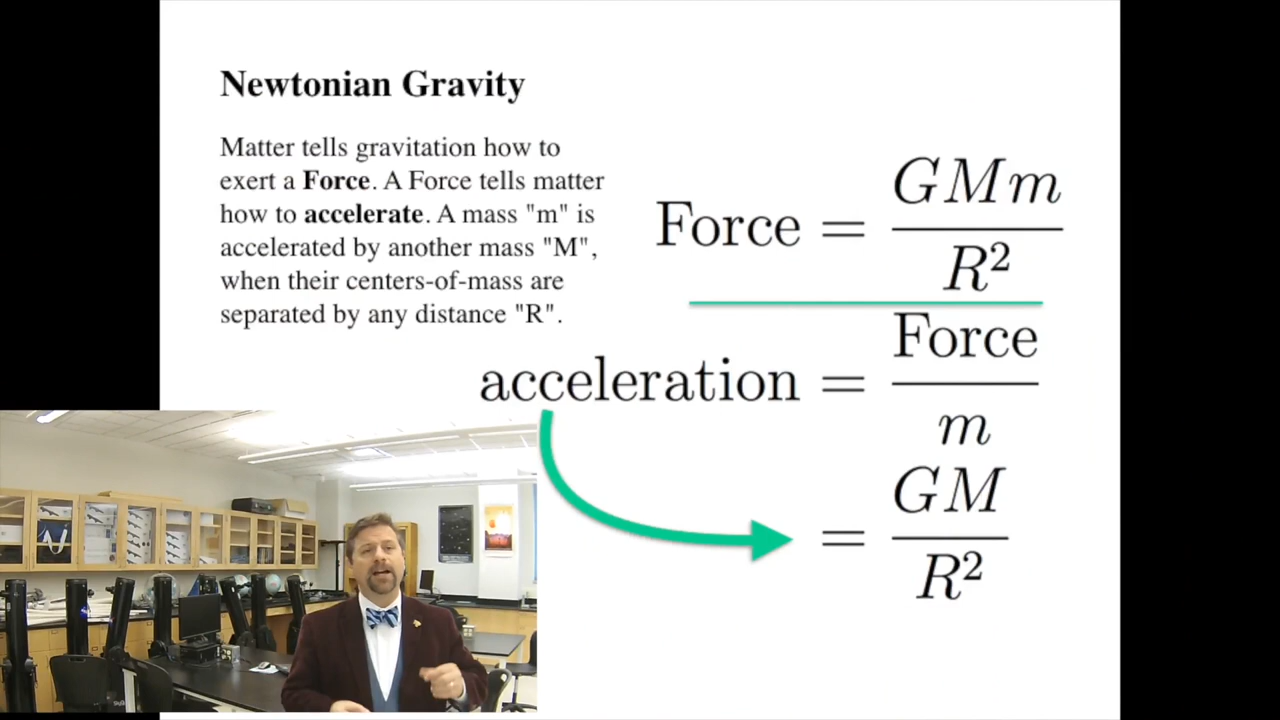 Newtonian Gravity
Matter tells gravitation how to
exert a Force. A Force tells matter
how to accelerate. A mass "m" is
accelerated by another mass "M",
when their centers-of-mass are
separated by any distance "R".
Force = GMm / R²
acceleration = Force / m
= GM / R²